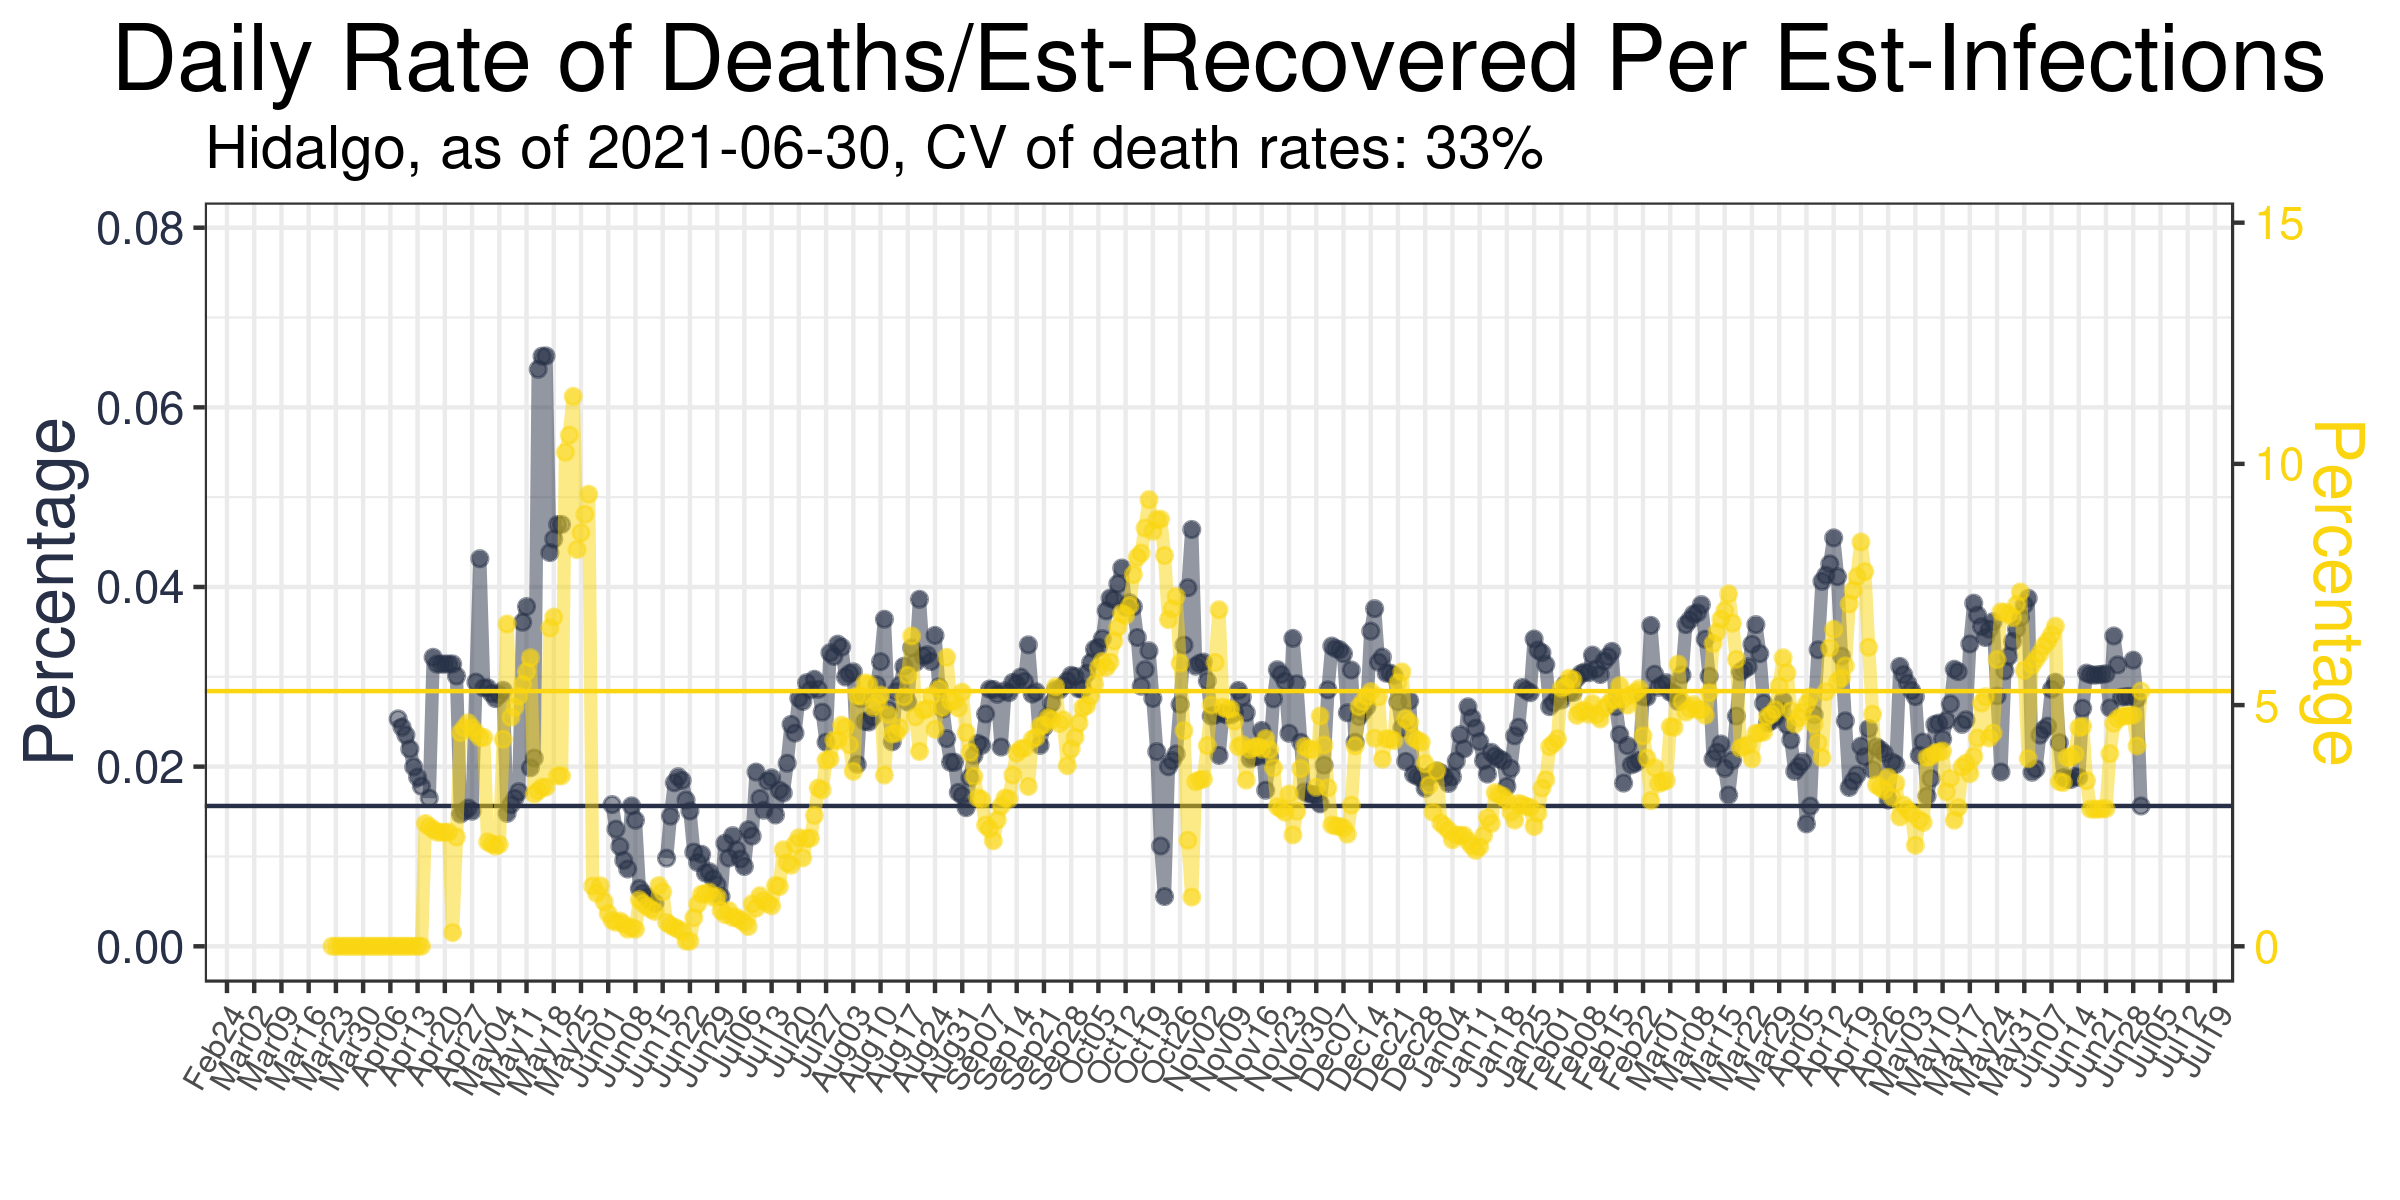 Daily Rate of Deaths/Est-Recovered Per Est-Infections
Hidalgo, as of 2021-06-30, CV of death rates: 33%
0.08
0.06
0.04
0.02
0.00
Percentage
15
10
5
0
Percentage
Feb24
Mar02
Mar09
Mar16
Mar23
Mar30
Apr06
Apr13
Apr20
Apr27
May04
May11
May18
May25
Jun01
Jun08
Jun15
Jun22
Jun29
Jul06
Jul13
Jul20
Jul27
Aug03
Aug10
Aug17
Aug24
Aug31
Sep07
Sep14
Sep21
Sep28
Oct05
Oct12
Oct19
Oct26
Nov02
Nov09
Nov16
Nov23
Nov30
Dec07
Dec14
Dec21
Dec28
Jan04
Jan11
Jan18
Jan25
Feb01
Feb08
Feb15
Feb22
Mar01
Mar08
Mar15
Mar22
Mar29
Apr05
Apr12
Apr19
Apr26
May03
May10
May17
May24
May31
Jun07
Jun14
Jun21
Jun28
Jul05
Jul12
Jul19